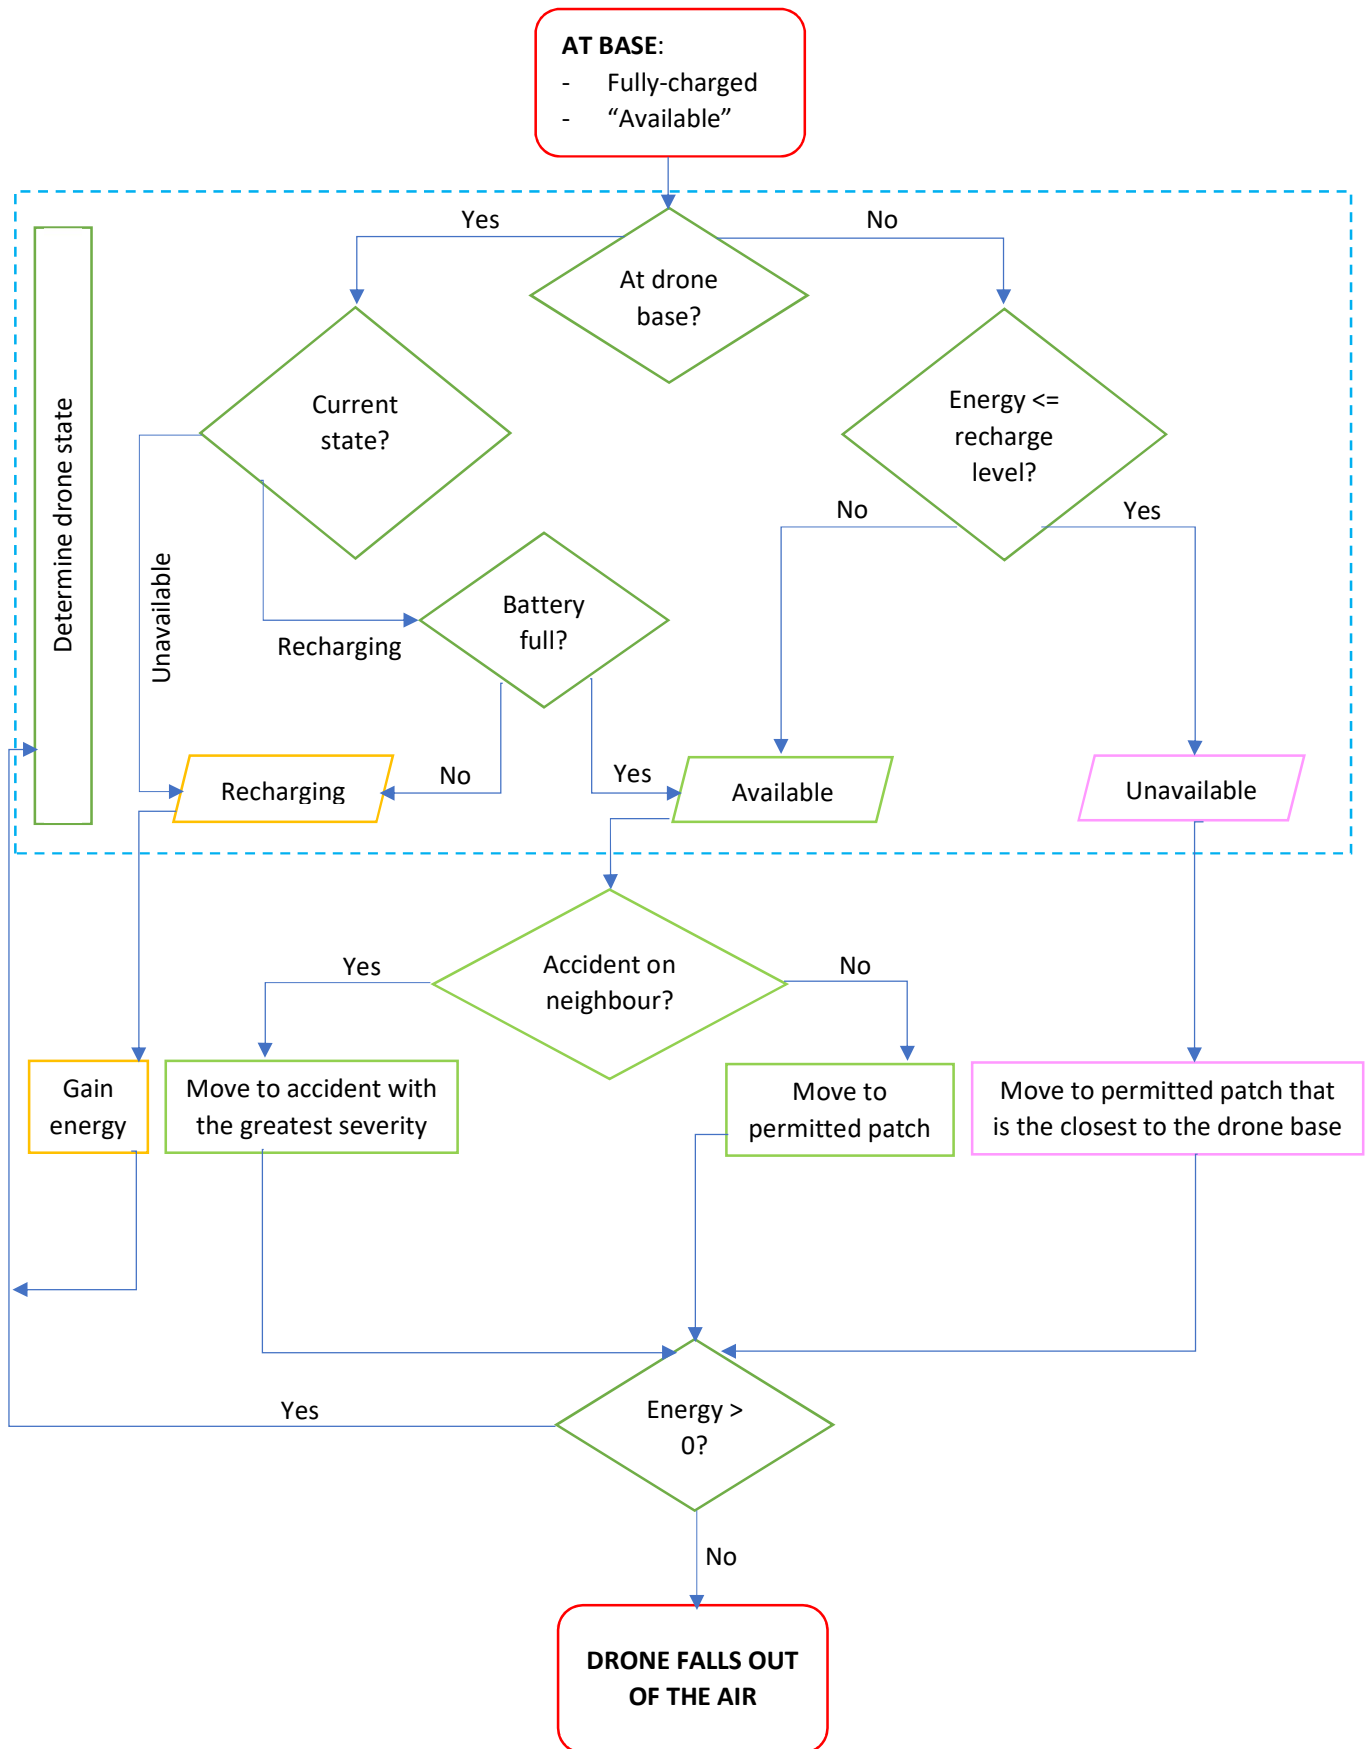 AT BASE:
- Fully-charged
- “Available”
Yes
No
At drone
base?
Determine drone state
Current
state?
Energy <=
recharge
level?
No
Yes
Unavailable
Battery
full?
Recharging
Recharging
No
Yes
Available
Unavailable
Yes
Accident on
neighbour?
No
Gain
energy
Move to accident with
the greatest severity
Move to
permitted patch
Move to permitted patch that
is the closest to the drone base
Yes
Energy >
0?
No
DRONE FALLS OUT
OF THE AIR